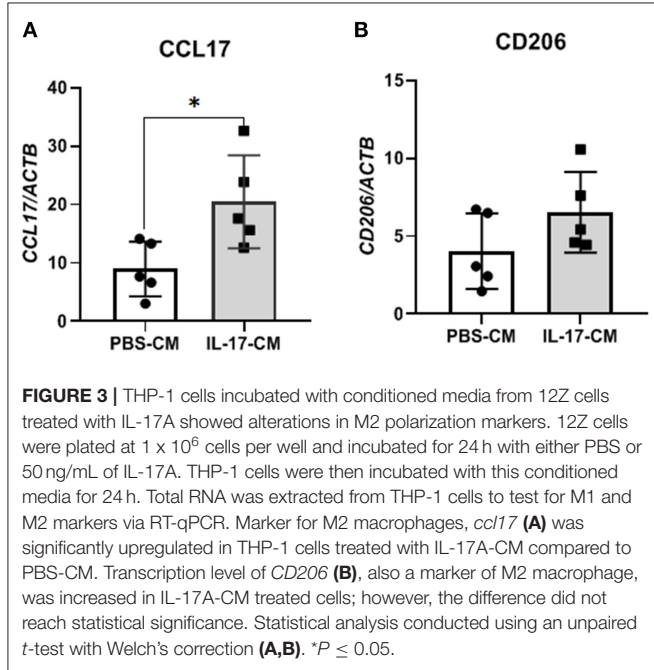 A
CCL17
*
CCL17/ACTB
40
30
20
10
0
PBS-CM IL-17-CM
B
CD206
CD206/ACTB
15
10
5
0
PBS-CM IL-17-CM
FIGURE 3 | THP-1 cells incubated with conditioned media from 12Z cells
treated with IL-17A showed alterations in M2 polarization markers. 12Z cells
were plated at 1 x 10⁶ cells per well and incubated for 24 h with either PBS or
50 ng/mL of IL-17A. THP-1 cells were then incubated with this conditioned
media for 24 h. Total RNA was extracted from THP-1 cells to test for M1 and
M2 markers via RT-qPCR. Marker for M2 macrophages, ccl17 (A) was
significantly upregulated in THP-1 cells treated with IL-17A-CM compared to
PBS-CM. Transcription level of CD206 (B), also a marker of M2 macrophage,
was increased in IL-17A-CM treated cells; however, the difference did not
reach statistical significance. Statistical analysis conducted using an unpaired
t-test with Welch's correction (A,B). *P ≤ 0.05.